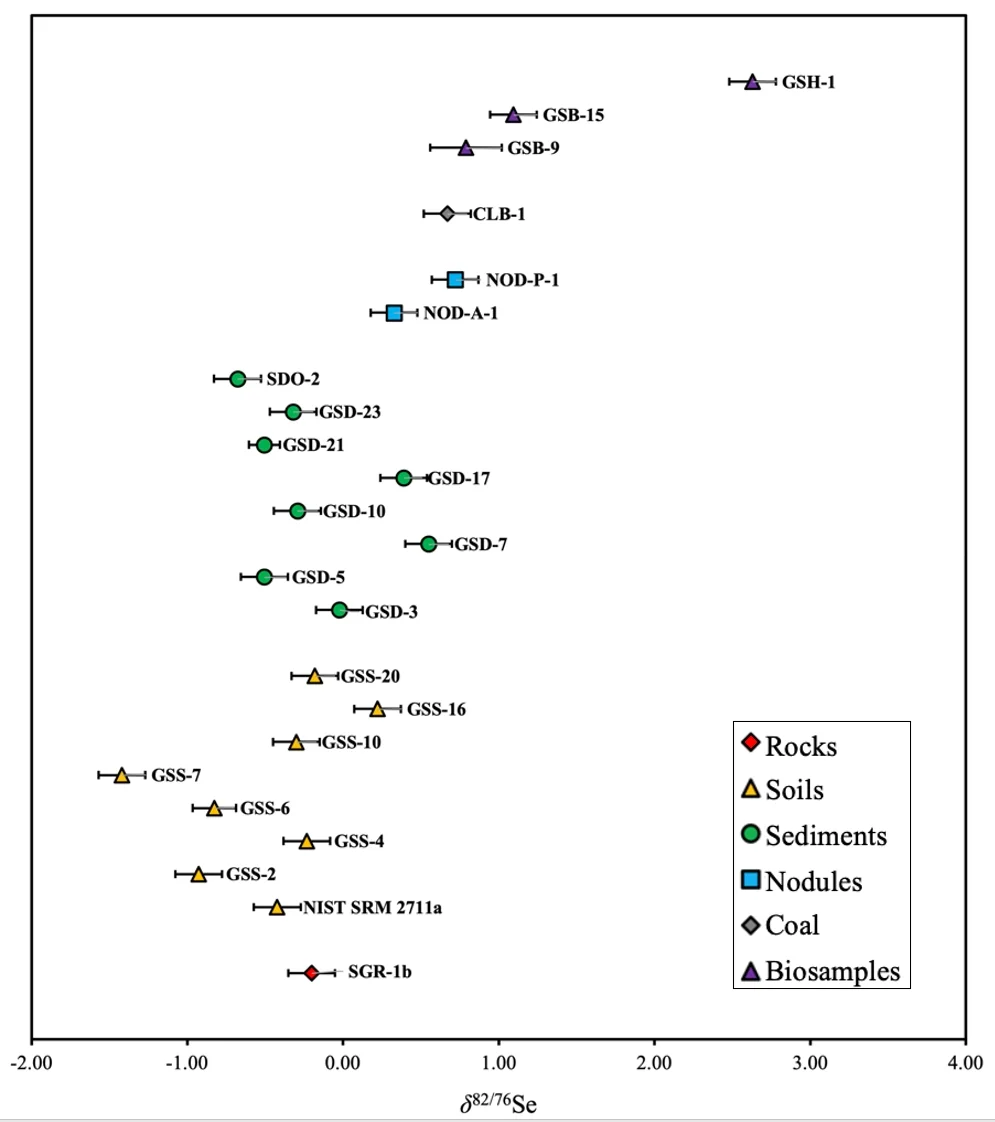 GSH-1
GSB-15
GSB-9
CLB-1
NOD-P-1
NOD-A-1
SDO-2
GSD-23
GSD-21
GSD-17
GSD-10
GSD-7
GSD-5
GSD-3
GSS-20
GSS-16
GSS-10
GSS-7
GSS-6
GSS-4
GSS-2
NIST SRM 2711a
SGR-1b
Rocks
Soils
Sediments
Nodules
Coal
Biosamples
-2.00 -1.00 0.00 1.00 2.00 3.00 4.00
δ82/76Se